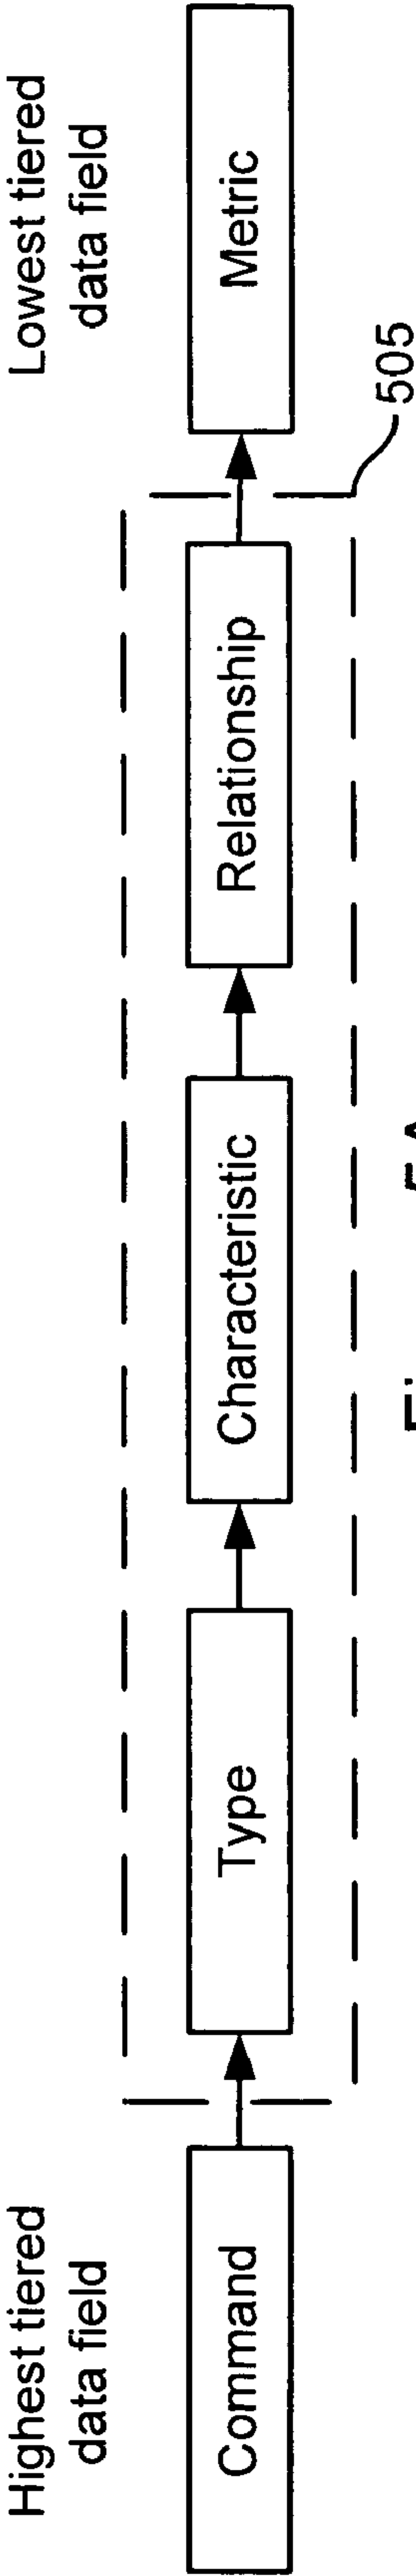 Highest tiered
data field
Lowest tiered
data field
Command
Type
Characteristic
Relationship
Metric
505